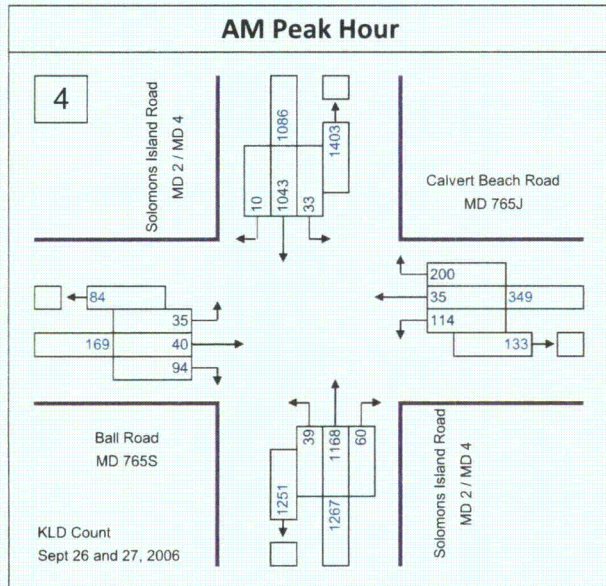 AM Peak Hour
4
Solomons Island Road
MD 2 / MD 4
1086
1403
10
1043
33
Calvert Beach Road
MD 765J
84
35
169
40
94
200
35
349
114
133
Ball Road
MD 765S
39
1168
60
1251
1267
Solomons Island Road
MD 2 / MD 4
KLD Count
Sept 26 and 27, 2006